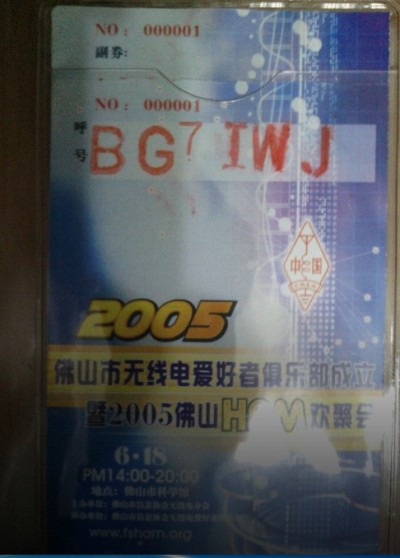 NO: 000001
副券:
NO: 000001
呼号
BG7IWJ
中国
2005
佛山市无线电爱好者俱乐部成立
暨2005佛山HAM欢聚会
6·18
PM14:00-20:00
地点：佛山市科学馆
www.fsham.org